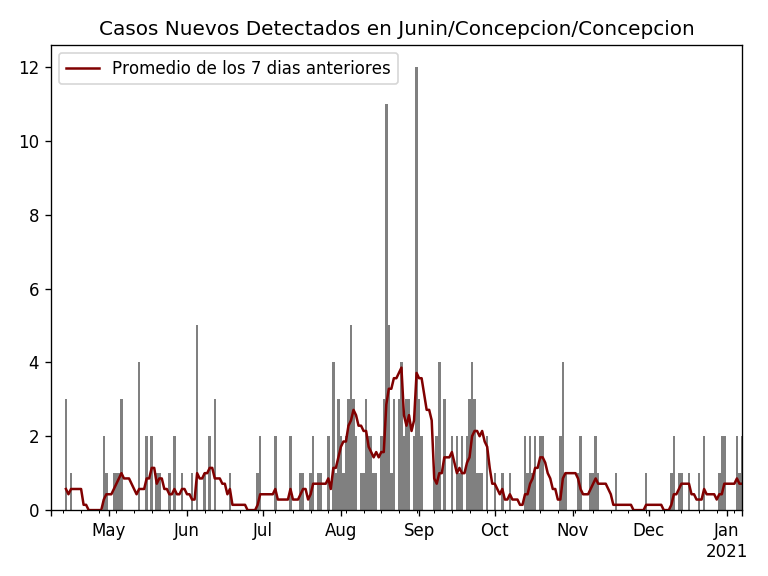 Casos Nuevos Detectados en Junin/Concepcion/Concepcion
Promedio de los 7 dias anteriores
12
10
8
6
4
2
0
May Jun Jul Aug Sep Oct Nov Dec Jan
2021